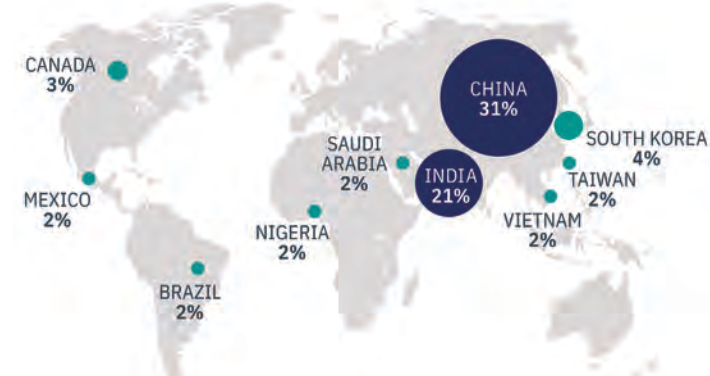 CANADA
3%
CHINA
31%
SOUTH KOREA
4%
SAUDI
ARABIA
2%
INDIA
21%
TAIWAN
2%
MEXICO
2%
VIETNAM
2%
NIGERIA
2%
BRAZIL
2%